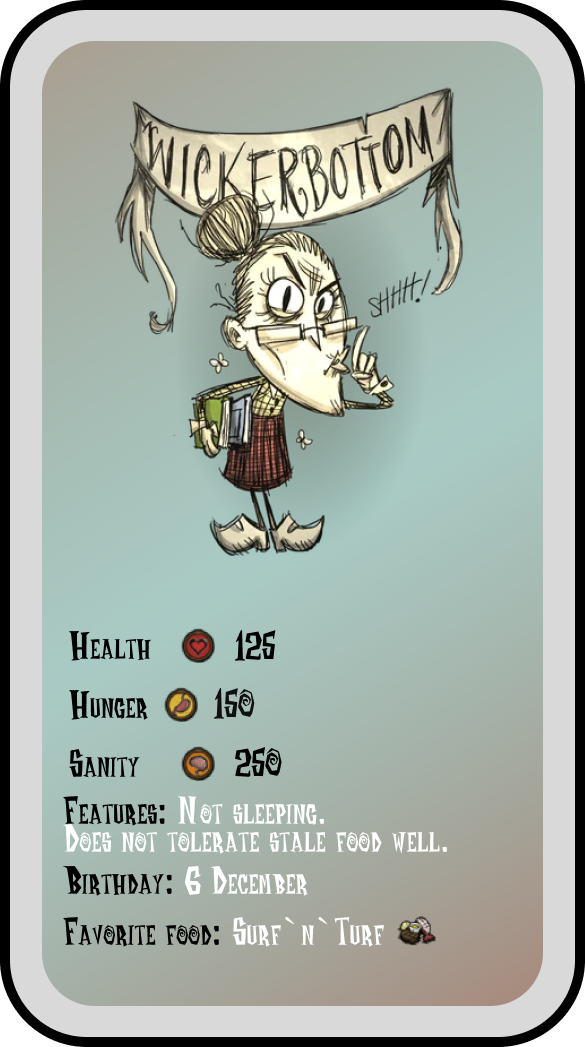 WICKERBOTTOM
SHHH!
Health 125
Hunger 150
Sanity 250
Features: Not sleeping.
Does not tolerate stale food well.
Birthday: 6 December
Favorite food: Surf`n`Turf